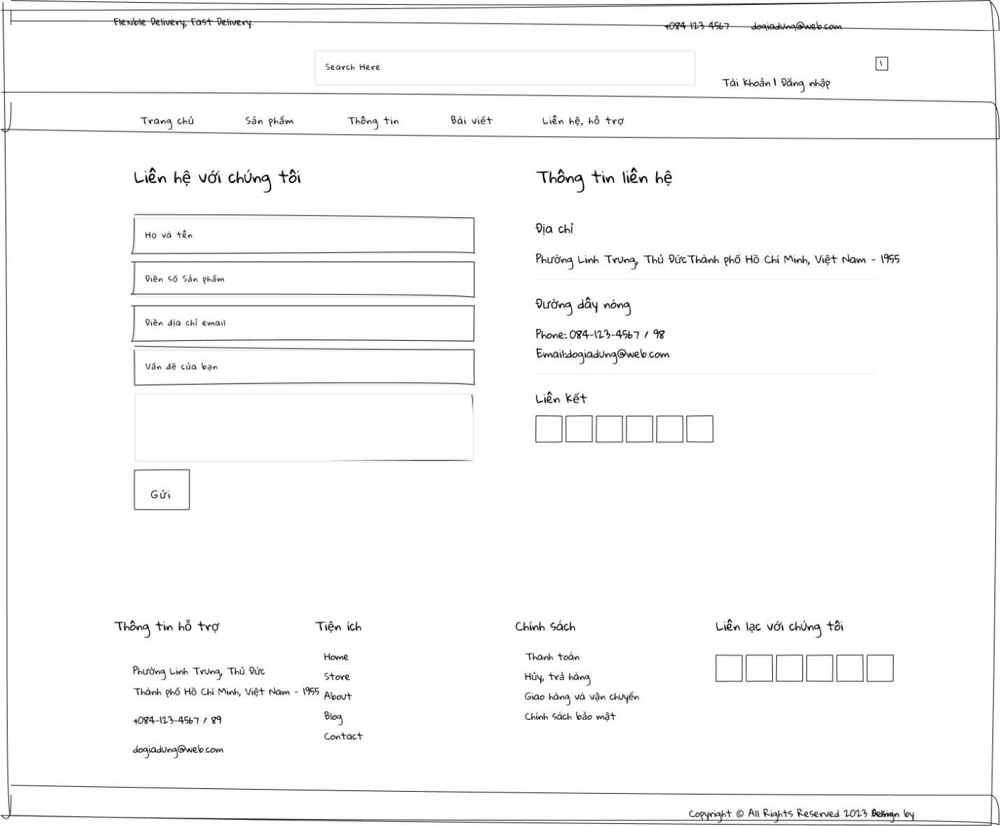 Flexible Delivery, Fast Delivery.
+084 123 4567 dogiadung@web.com
Search Here
1
Tài khoản | Đăng nhập
Trang chủ Sản phẩm Thông tin Bài viết Liên hệ, hỗ trợ
Liên hệ với chúng tôi
Họ và tên
Điền số Sản phẩm
Điền địa chỉ email
Vấn đề của bạn
Gửi
Thông tin liên hệ
Địa chỉ
Phường Linh Trung, Thủ ĐứcThành phố Hồ Chí Minh, Việt Nam - 1955
Đường dây nóng
Phone: 084-123-4567 / 98
Email:dogiadung@web.com
Liên kết
Thông tin hỗ trợ
Phường Linh Trung, Thủ Đức
Thành phố Hồ Chí Minh, Việt Nam - 1955
+084-123-4567 / 89
dogiadung@web.com
Tiện ích
Home
Store
About
Blog
Contact
Chính sách
Thanh toán
Hủy, trả hàng
Giao hàng và vận chuyển
Chính sách bảo mật
Liên lạc với chúng tôi
Copyright © All Rights Reserved 2023 Design by